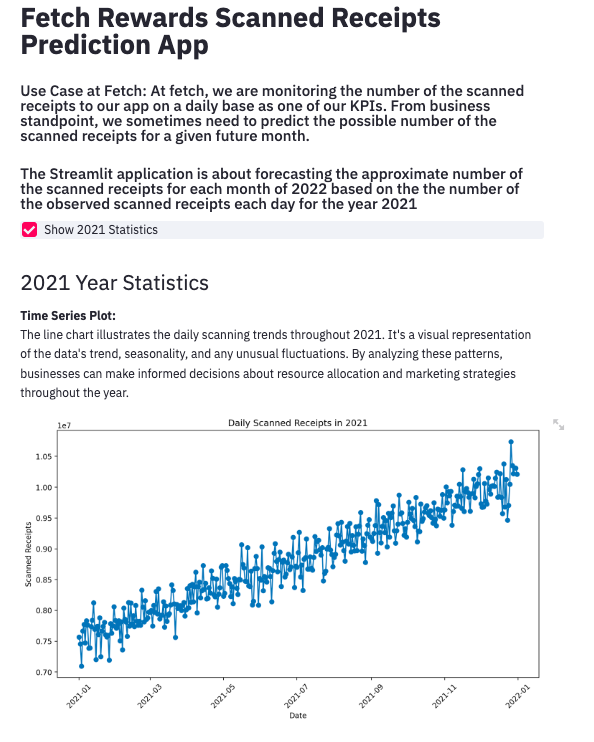 Fetch Rewards Scanned Receipts
Prediction App
Use Case at Fetch: At fetch, we are monitoring the number of the scanned
receipts to our app on a daily base as one of our KPIs. From business
standpoint, we sometimes need to predict the possible number of the
scanned receipts for a given future month.
The Streamlit application is about forecasting the approximate number of
the scanned receipts for each month of 2022 based on the the number of
the observed scanned receipts each day for the year 2021
Show 2021 Statistics
2021 Year Statistics
Time Series Plot:
The line chart illustrates the daily scanning trends throughout 2021. It's a visual representation
of the data's trend, seasonality, and any unusual fluctuations. By analyzing these patterns,
businesses can make informed decisions about resource allocation and marketing strategies
throughout the year.
Daily Scanned Receipts in 2021
1e7
1.05
1.00
0.95
0.90
0.85
0.80
0.75
0.70
Scanned Receipts
2021-01
2021-03
2021-05
2021-07
2021-09
2021-11
2022-01
Date